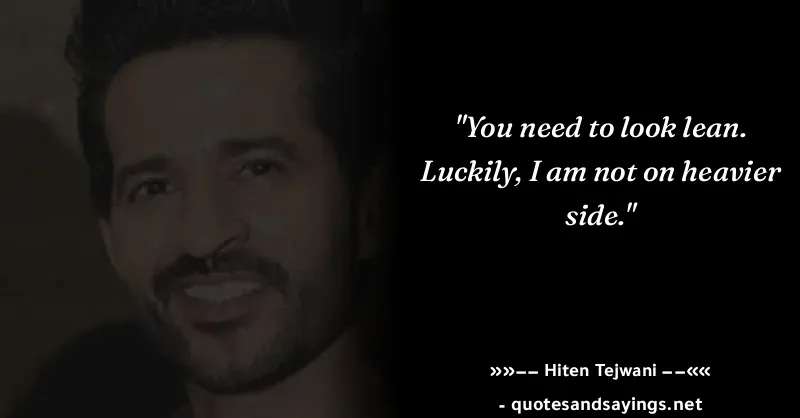 "You need to look lean.
Luckily, I am not on heavier
side."
»»−− Hiten Tejwani −−««
- quotesandsayings.net